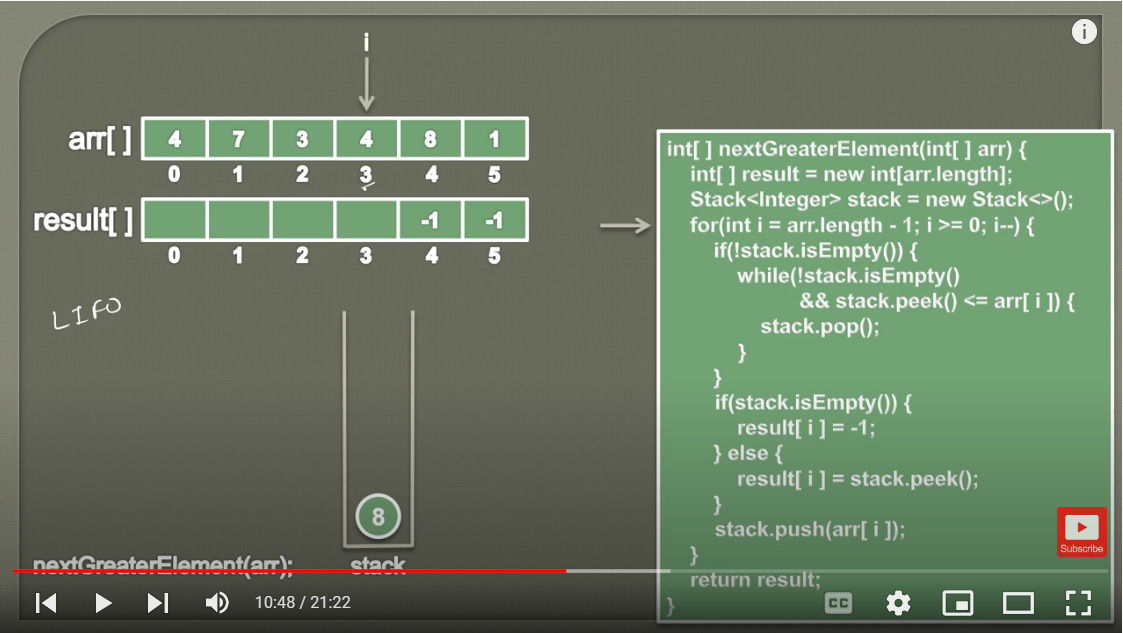 i
arr[ ] 4 7 3 4 8 1
0 1 2 3 4 5
result[ ] -1 -1
0 1 2 3 4 5
LIFO
8
nextGreaterElement(arr); stack
int[ ] nextGreaterElement(int[ ] arr) {
int[ ] result = new int[arr.length];
Stack<Integer> stack = new Stack<>();
for(int i = arr.length - 1; i >= 0; i--) {
if(!stack.isEmpty()) {
while(!stack.isEmpty()
&& stack.peek() <= arr[ i ]) {
stack.pop();
}
}
if(stack.isEmpty()) {
result[ i ] = -1;
} else {
result[ i ] = stack.peek();
}
stack.push(arr[ i ]);
}
return result;
}
Subscribe
10:48 / 21:22
CC
i